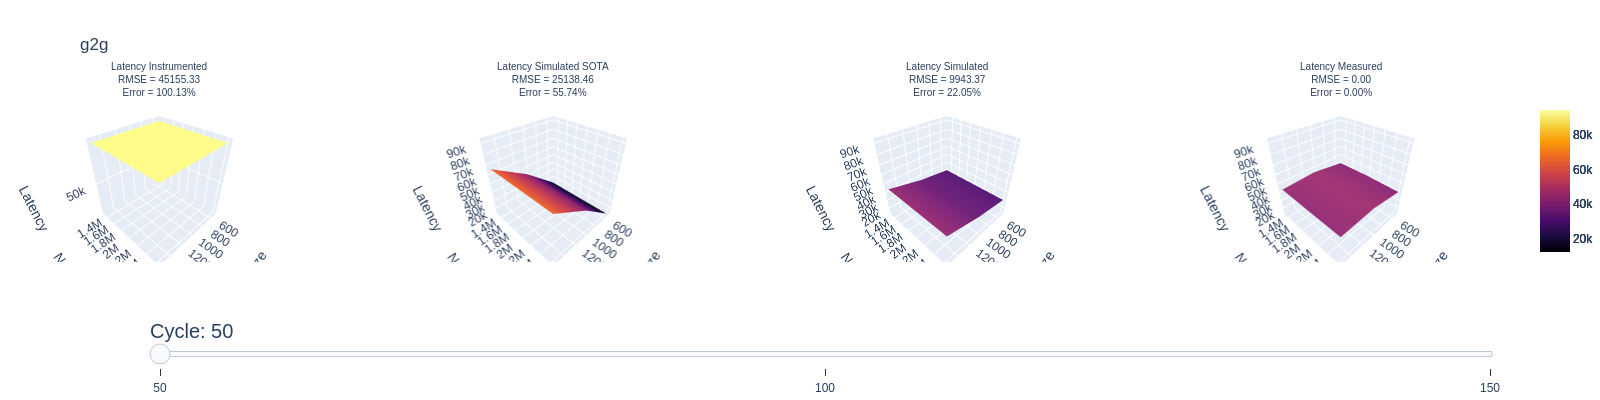 g2g
Latency Instrumented
RMSE = 45155.33
Error = 100.13%
Latency Simulated SOTA
RMSE = 25138.46
Error = 55.74%
Latency Simulated
RMSE = 9943.37
Error = 22.05%
Latency Measured
RMSE = 0.00
Error = 0.00%
50k
Latency
1.4M
1.6M
1.8M
2M
600
800
1000
90k
80k
70k
60k
50k
40k
30k
20k
Latency
1.4M
1.6M
1.8M
2M
600
800
1000
90k
80k
70k
60k
50k
40k
30k
20k
Latency
1.4M
1.6M
1.8M
2M
600
800
1000
90k
80k
70k
60k
50k
40k
30k
20k
Latency
1.4M
1.6M
1.8M
2M
600
800
1000
80k
60k
40k
20k
Cycle: 50
50
100
150